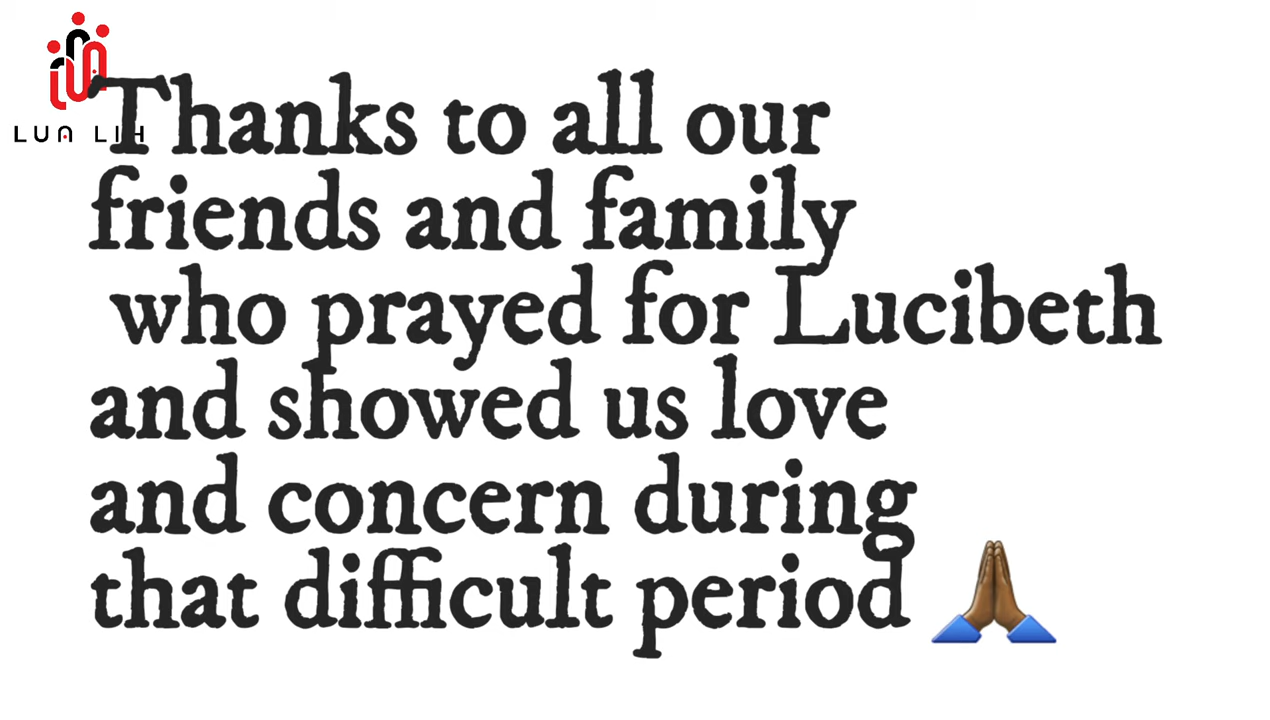 LUA LIH
Thanks to all our
friends and family
who prayed for Lucibeth
and showed us love
and concern during
that difficult period 🙏🏾